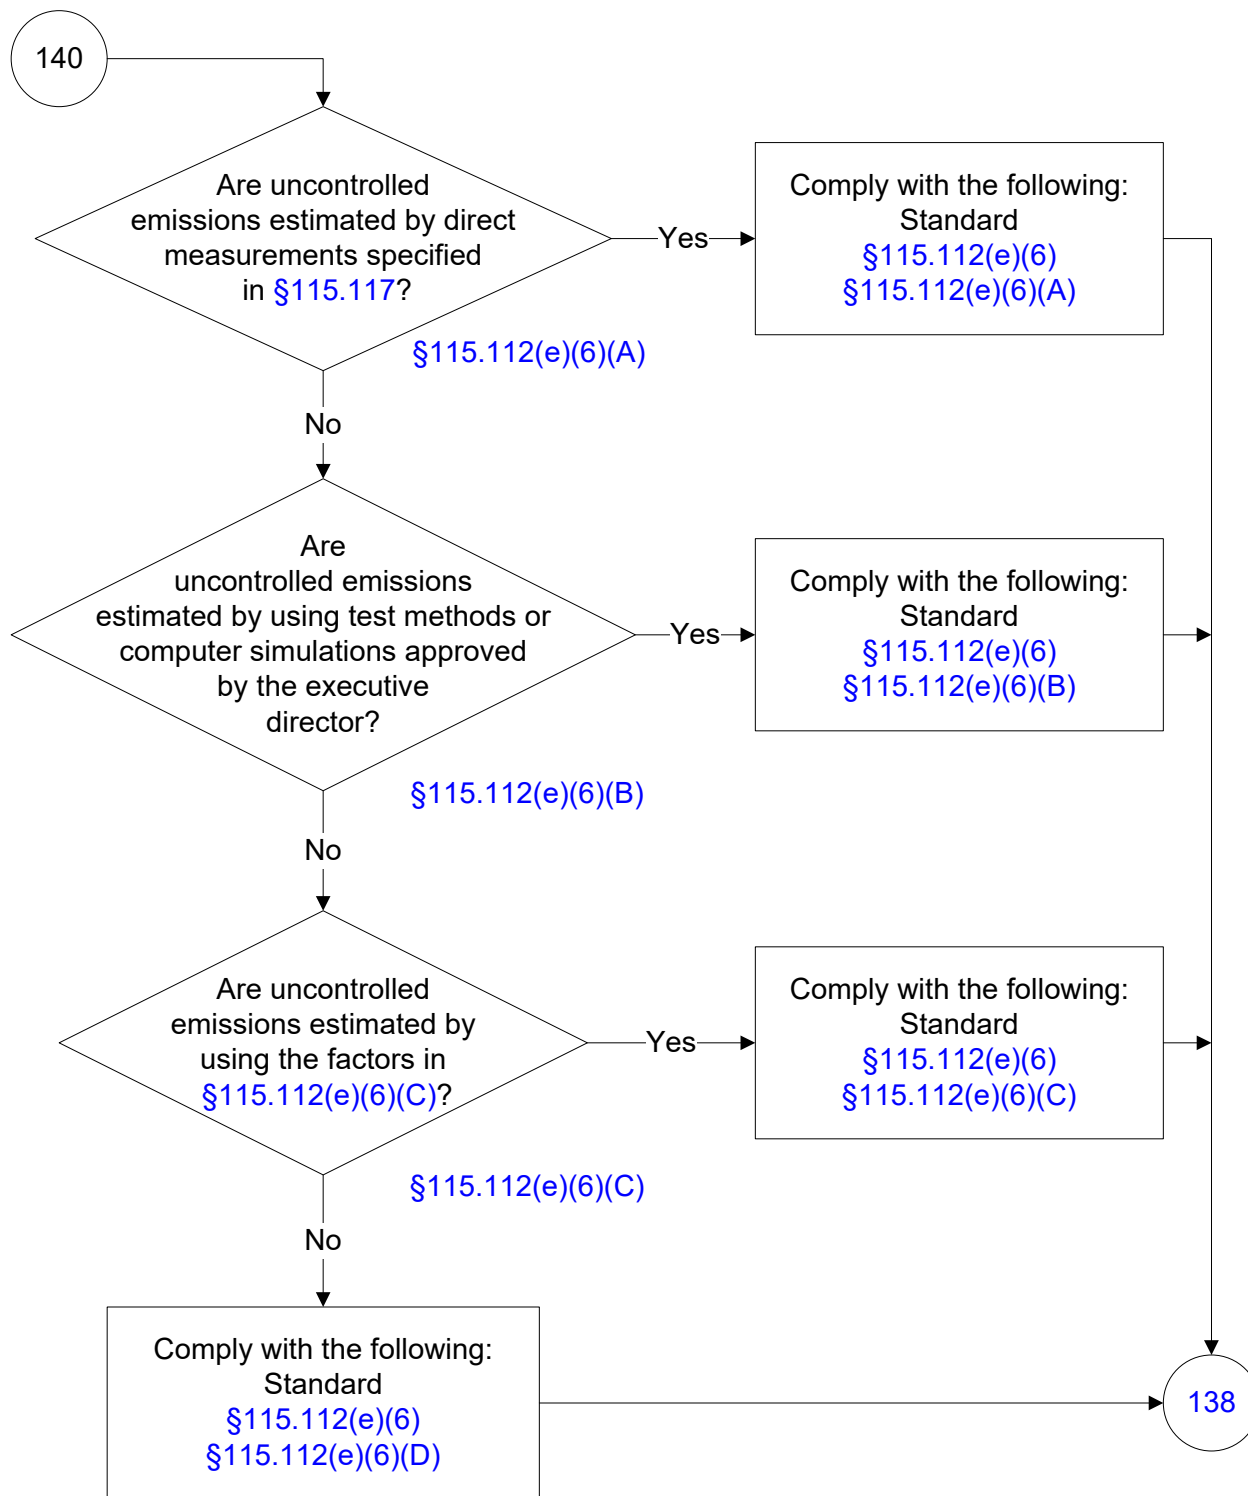 140
Are uncontrolled
emissions estimated by direct
measurements specified
in §115.117?
Yes
Comply with the following:
Standard
§115.112(e)(6)
§115.112(e)(6)(A)
§115.112(e)(6)(A)
No
Are
uncontrolled emissions
estimated by using test methods or
computer simulations approved
by the executive
director?
Yes
Comply with the following:
Standard
§115.112(e)(6)
§115.112(e)(6)(B)
§115.112(e)(6)(B)
No
Are uncontrolled
emissions estimated by
using the factors in
§115.112(e)(6)(C)?
Yes
Comply with the following:
Standard
§115.112(e)(6)
§115.112(e)(6)(C)
§115.112(e)(6)(C)
No
Comply with the following:
Standard
§115.112(e)(6)
§115.112(e)(6)(D)
138